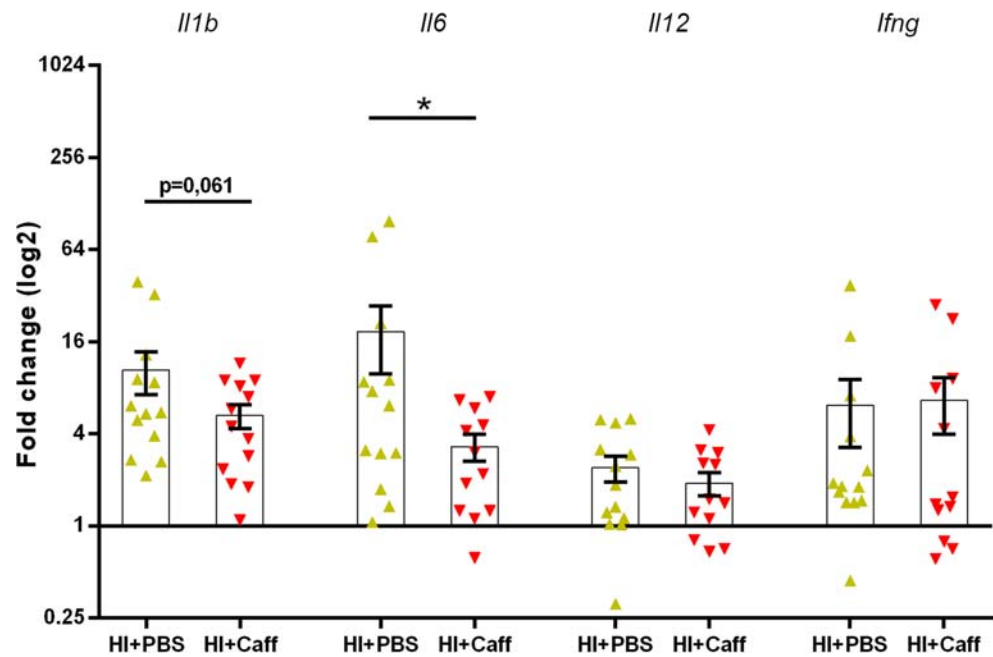 Il1b Il6 Il12 Ifng
1024
*
256
p=0,061
64
Fold change (log2)
16
4
1
0.25
HI+PBS HI+Caff HI+PBS HI+Caff HI+PBS HI+Caff HI+PBS HI+Caff